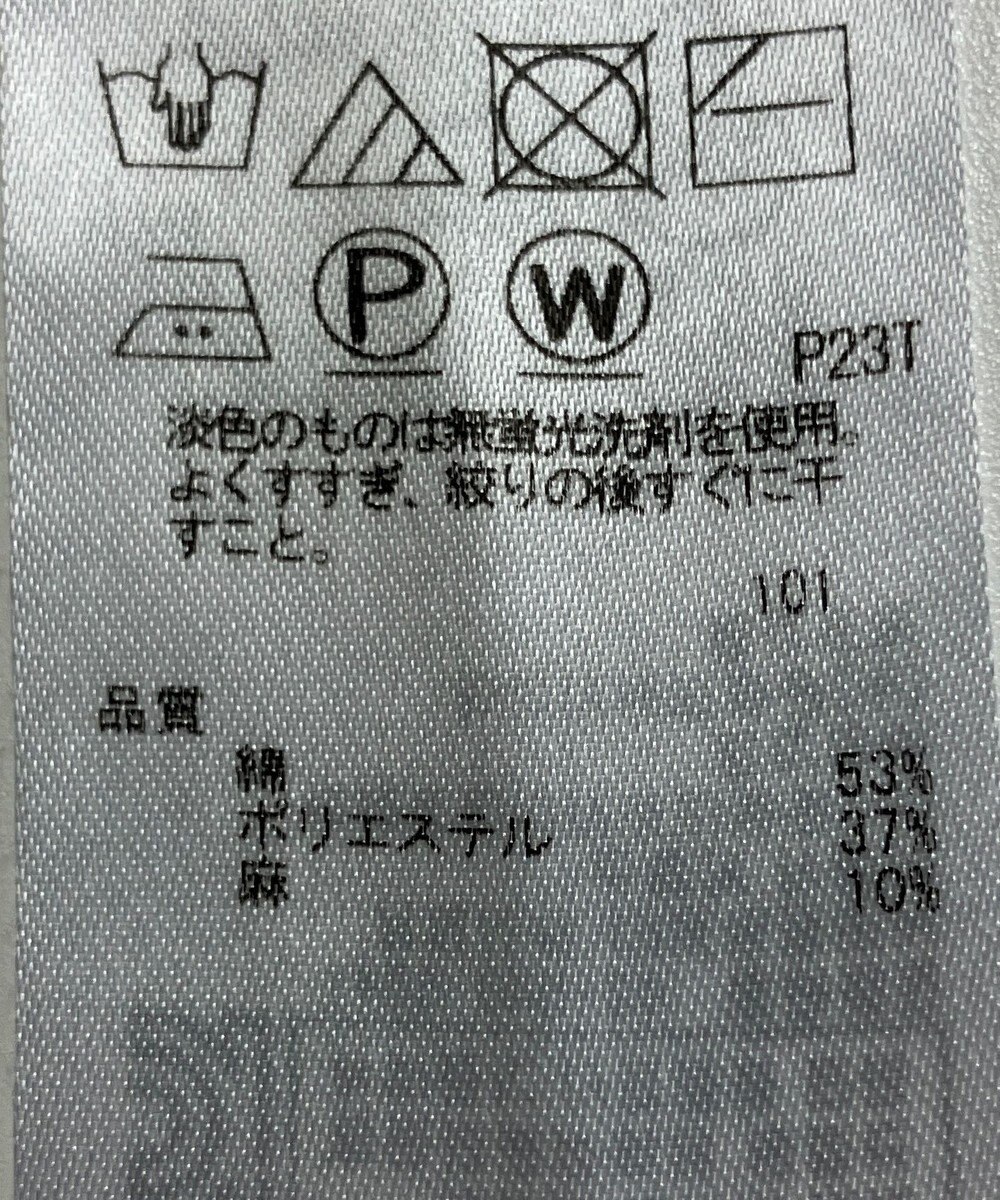 P
W
P23T
淡色のものは無蛍光洗剤を使用。
よくすすぎ、絞りの後すぐに干
すこと。
101
品質
綿 53%
ポリエステル 37%
麻 10%